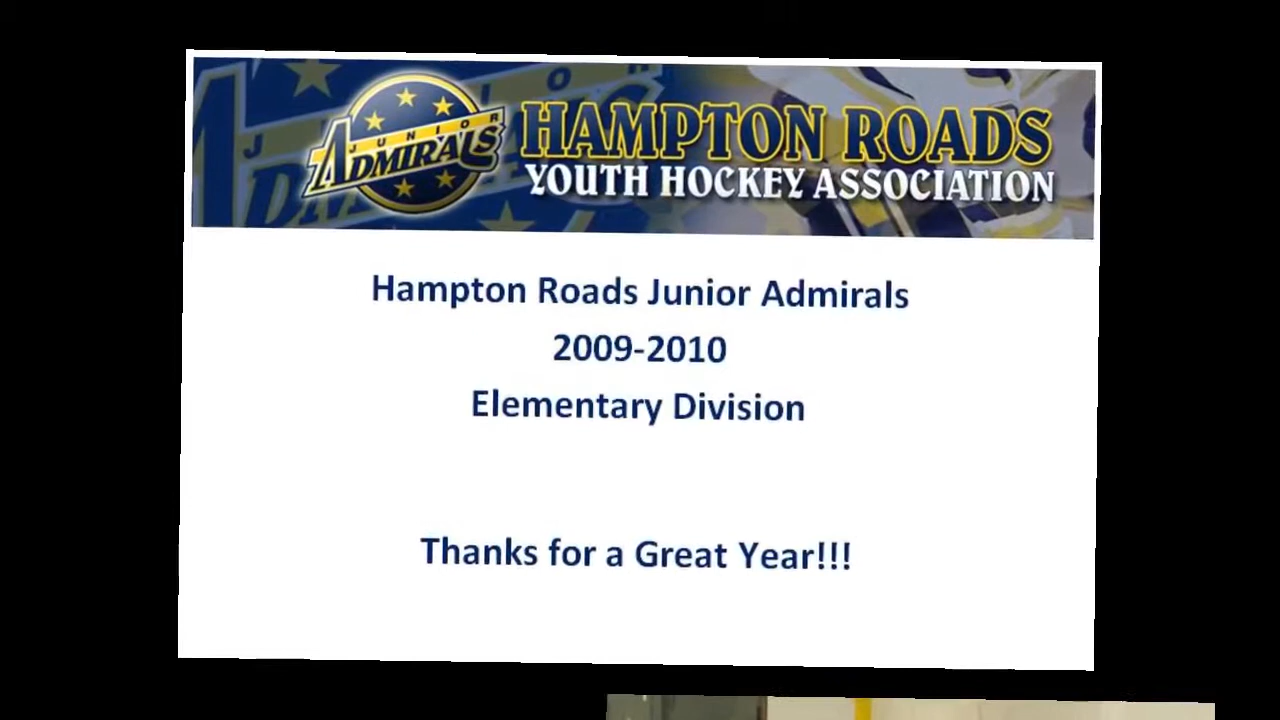 JUNIOR
ADMIRALS
HAMPTON ROADS
YOUTH HOCKEY ASSOCIATION
Hampton Roads Junior Admirals
2009-2010
Elementary Division
Thanks for a Great Year!!!